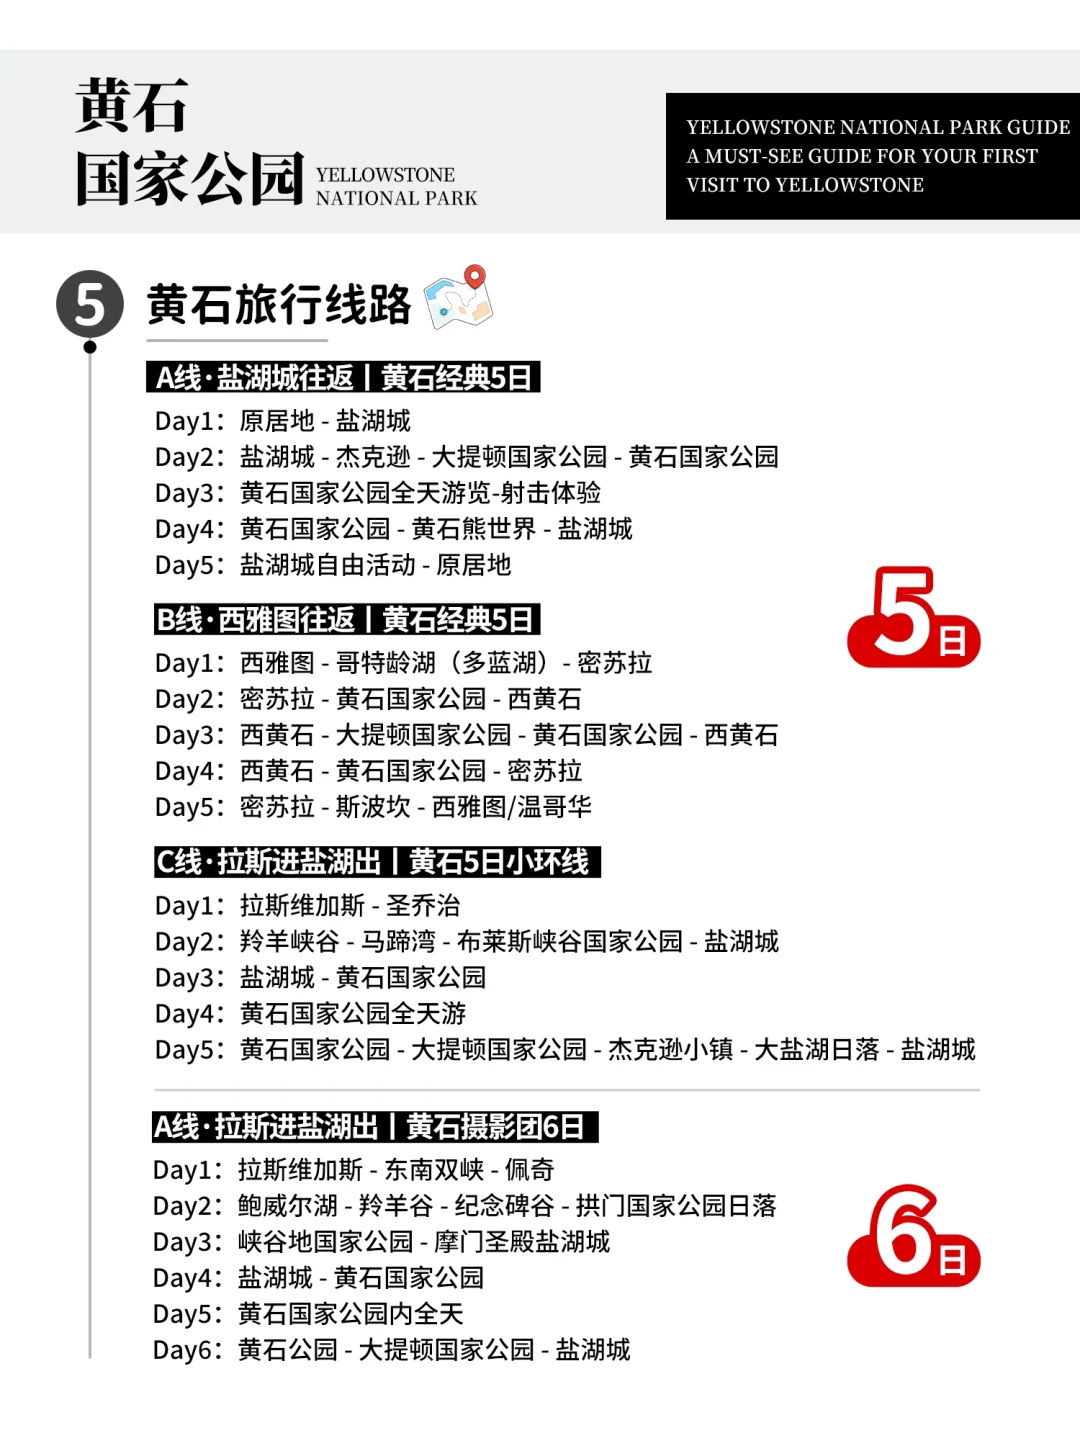 黄石
国家公园 YELLOWSTONE
NATIONAL PARK
YELLOWSTONE NATIONAL PARK GUIDE
A MUST-SEE GUIDE FOR YOUR FIRST
VISIT TO YELLOWSTONE
5 黄石旅行线路
A线·盐湖城往返丨黄石经典5日
Day1：原居地 - 盐湖城
Day2：盐湖城 - 杰克逊 - 大提顿国家公园 - 黄石国家公园
Day3：黄石国家公园全天游览-射击体验
Day4：黄石国家公园 - 黄石熊世界 - 盐湖城
Day5：盐湖城自由活动 - 原居地
B线·西雅图往返丨黄石经典5日
Day1：西雅图 - 哥特龄湖（多蓝湖）- 密苏拉
Day2：密苏拉 - 黄石国家公园 - 西黄石
Day3：西黄石 - 大提顿国家公园 - 黄石国家公园 - 西黄石
Day4：西黄石 - 黄石国家公园 - 密苏拉
Day5：密苏拉 - 斯波坎 - 西雅图/温哥华
5日
C线·拉斯进盐湖出丨黄石5日小环线
Day1：拉斯维加斯 - 圣乔治
Day2：羚羊峡谷 - 马蹄湾 - 布莱斯峡谷国家公园 - 盐湖城
Day3：盐湖城 - 黄石国家公园
Day4：黄石国家公园全天游
Day5：黄石国家公园 - 大提顿国家公园 - 杰克逊小镇 - 大盐湖日落 - 盐湖城
A线·拉斯进盐湖出丨黄石摄影团6日
Day1：拉斯维加斯 - 东南双峡 - 佩奇
Day2：鲍威尔湖 - 羚羊谷 - 纪念碑谷 - 拱门国家公园日落
Day3：峡谷地国家公园 - 摩门圣殿盐湖城
Day4：盐湖城 - 黄石国家公园
Day5：黄石国家公园内全天
Day6：黄石公园 - 大提顿国家公园 - 盐湖城
6日